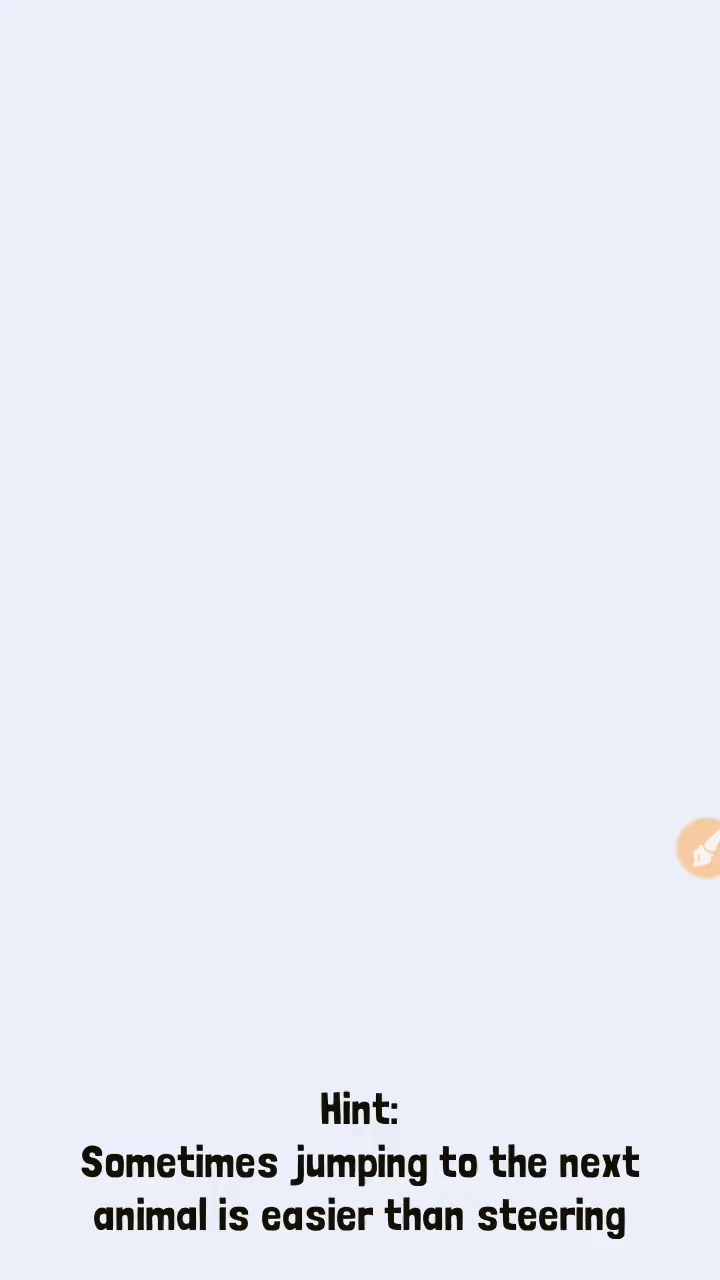 Hint:
Sometimes jumping to the next
animal is easier than steering